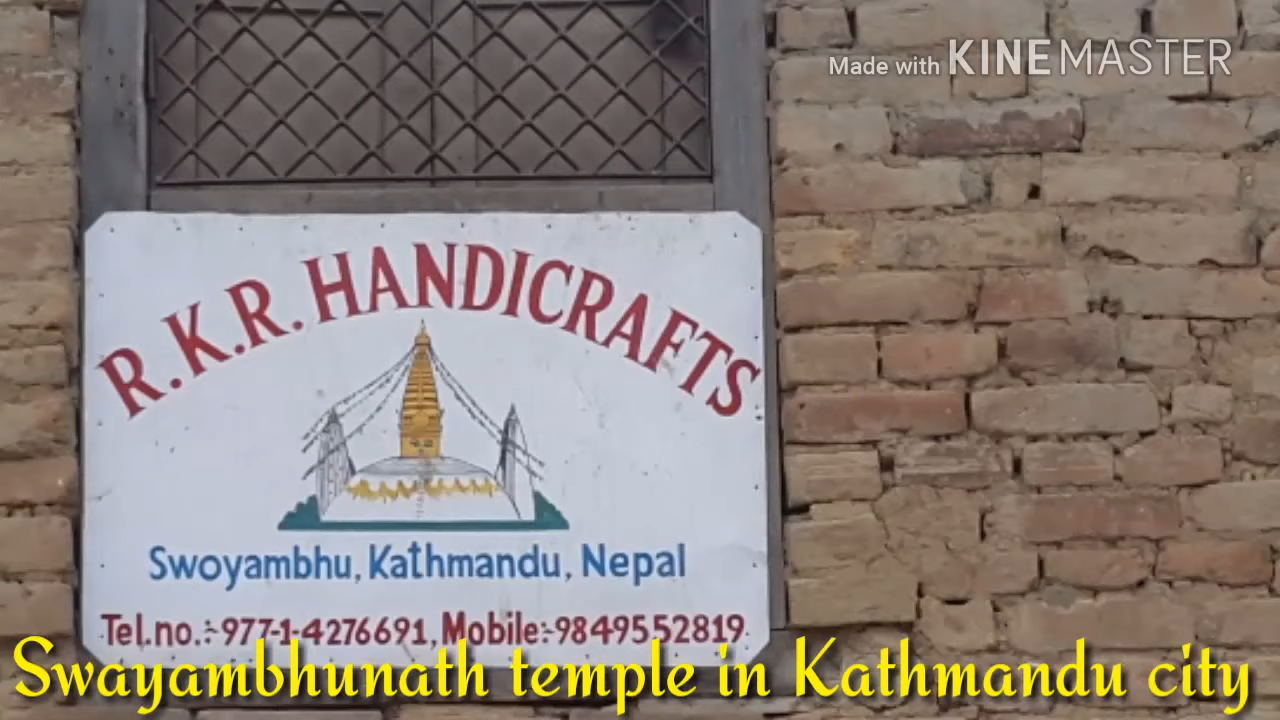 Made with KINEMASTER
R.K.R. HANDICRAFTS
Swoyambhu, Kathmandu, Nepal
Tel.no.:-977-1-4276691, Mobile:-9849552819
Swayambhunath temple in Kathmandu city